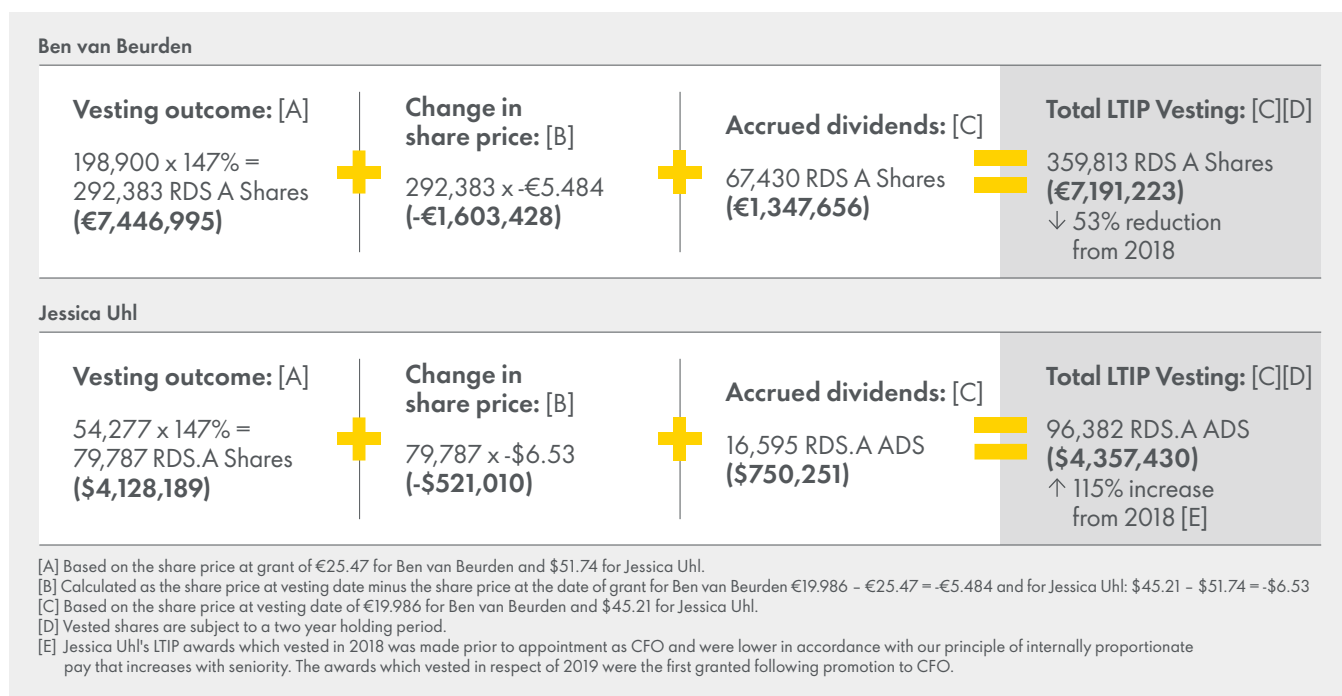 Ben van Beurden
Vesting outcome: [A]
198,900 x 147% =
292,383 RDS A Shares
(€7,446,995)
Change in
share price: [B]
292,383 x -€5.484
(-€1,603,428)
Accrued dividends: [C]
67,430 RDS A Shares
(€1,347,656)
Total LTIP Vesting: [C][D]
359,813 RDS A Shares
(€7,191,223)
↓ 53% reduction
from 2018
Jessica Uhl
Vesting outcome: [A]
54,277 x 147% =
79,787 RDS.A Shares
($4,128,189)
Change in
share price: [B]
79,787 x -$6.53
(-$521,010)
Accrued dividends: [C]
16,595 RDS.A ADS
($750,251)
Total LTIP Vesting: [C][D]
96,382 RDS.A ADS
($4,357,430)
↑ 115% increase
from 2018 [E]
[A] Based on the share price at grant of €25.47 for Ben van Beurden and $51.74 for Jessica Uhl.
[B] Calculated as the share price at vesting date minus the share price at the date of grant for Ben van Beurden €19.986 – €25.47 = -€5.484 and for Jessica Uhl: $45.21 – $51.74 = -$6.53
[C] Based on the share price at vesting date of €19.986 for Ben van Beurden and $45.21 for Jessica Uhl.
[D] Vested shares are subject to a two year holding period.
[E] Jessica Uhl's LTIP awards which vested in 2018 was made prior to appointment as CFO and were lower in accordance with our principle of internally proportionate
pay that increases with seniority. The awards which vested in respect of 2019 were the first granted following promotion to CFO.